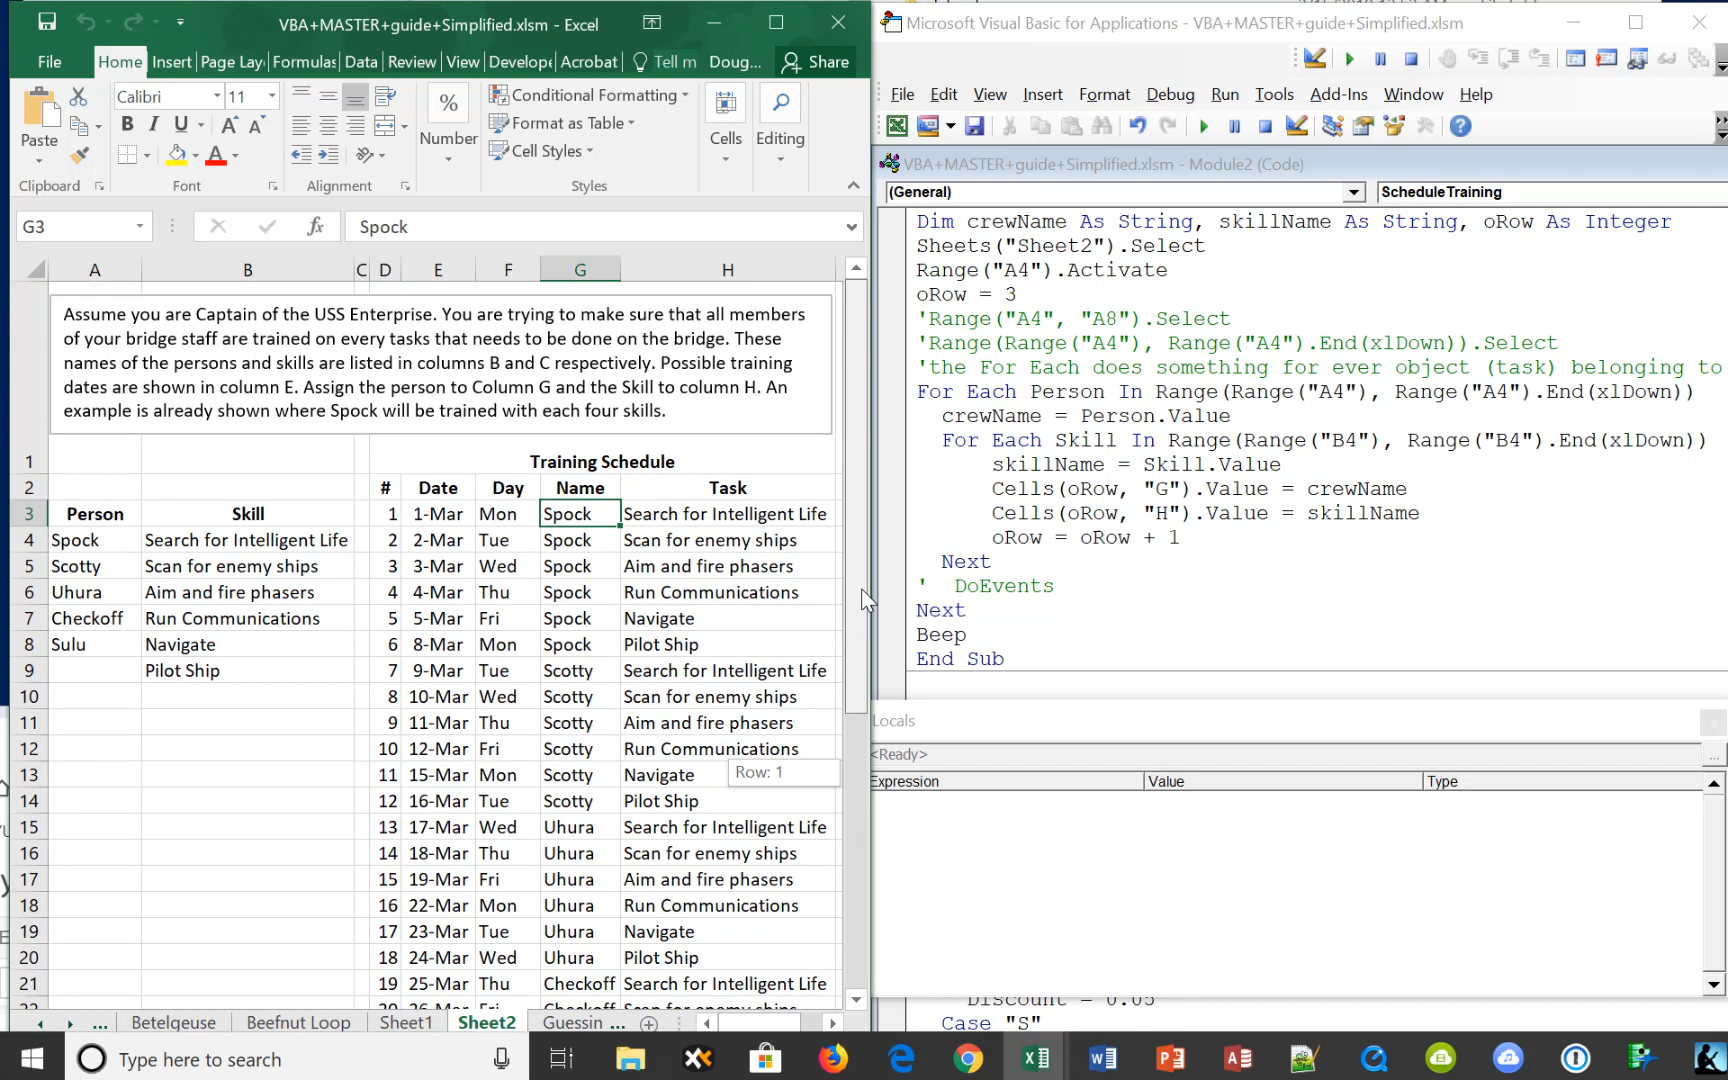 VBA+MASTER+guide+Simplified.xlsm - Excel
File Home Insert Page Lay Formulas Data Review View Develope Acrobat Tell m Doug... Share
Paste
Calibri 11
B I U A A
A
Number
%
Conditional Formatting
Format as Table
Cell Styles
Cells
Editing
Clipboard Font Alignment Styles
G3 fx Spock
A B C D E F G H
Assume you are Captain of the USS Enterprise. You are trying to make sure that all members
of your bridge staff are trained on every tasks that needs to be done on the bridge. These
names of the persons and skills are listed in columns B and C respectively. Possible training
dates are shown in column E. Assign the person to Column G and the Skill to column H. An
example is already shown where Spock will be trained with each four skills.
1 Training Schedule
2 # Date Day Name Task
3 Person Skill 1 1-Mar Mon Spock Search for Intelligent Life
4 Spock Search for Intelligent Life 2 2-Mar Tue Spock Scan for enemy ships
5 Scotty Scan for enemy ships 3 3-Mar Wed Spock Aim and fire phasers
6 Uhura Aim and fire phasers 4 4-Mar Thu Spock Run Communications
7 Checkoff Run Communications 5 5-Mar Fri Spock Navigate
8 Sulu Navigate 6 8-Mar Mon Spock Pilot Ship
9 Pilot Ship 7 9-Mar Tue Scotty Search for Intelligent Life
10 8 10-Mar Wed Scotty Scan for enemy ships
11 9 11-Mar Thu Scotty Aim and fire phasers
12 10 12-Mar Fri Scotty Run Communications
13 11 15-Mar Mon Scotty Navigate
Row: 1
14 12 16-Mar Tue Scotty Pilot Ship
15 13 17-Mar Wed Uhura Search for Intelligent Life
16 14 18-Mar Thu Uhura Scan for enemy ships
17 15 19-Mar Fri Uhura Aim and fire phasers
18 16 22-Mar Mon Uhura Run Communications
19 17 23-Mar Tue Uhura Navigate
20 18 24-Mar Wed Uhura Pilot Ship
21 19 25-Mar Thu Checkoff Search for Intelligent Life
22 20 26-Mar Fri Checkoff Scan for enemy ships
... Betelgeuse Beefnut Loop Sheet1 Sheet2 Guessin ...
Microsoft Visual Basic for Applications - VBA+MASTER+guide+Simplified.xlsm
File Edit View Insert Format Debug Run Tools Add-Ins Window Help
VBA+MASTER+guide+Simplified.xlsm - Module2 (Code)
(General) ScheduleTraining
Dim crewName As String, skillName As String, oRow As Integer
Sheets("Sheet2").Select
Range("A4").Activate
oRow = 3
'Range("A4", "A8").Select
'Range(Range("A4"), Range("A4").End(xlDown)).Select
'the For Each does something for ever object (task) belonging to
For Each Person In Range(Range("A4"), Range("A4").End(xlDown))
crewName = Person.Value
For Each Skill In Range(Range("B4"), Range("B4").End(xlDown))
skillName = Skill.Value
Cells(oRow, "G").Value = crewName
Cells(oRow, "H").Value = skillName
oRow = oRow + 1
Next
' DoEvents
Next
Beep
End Sub
Locals
<Ready> ...
Expression Value Type
Discount = 0.05
Case "S"
Type here to search